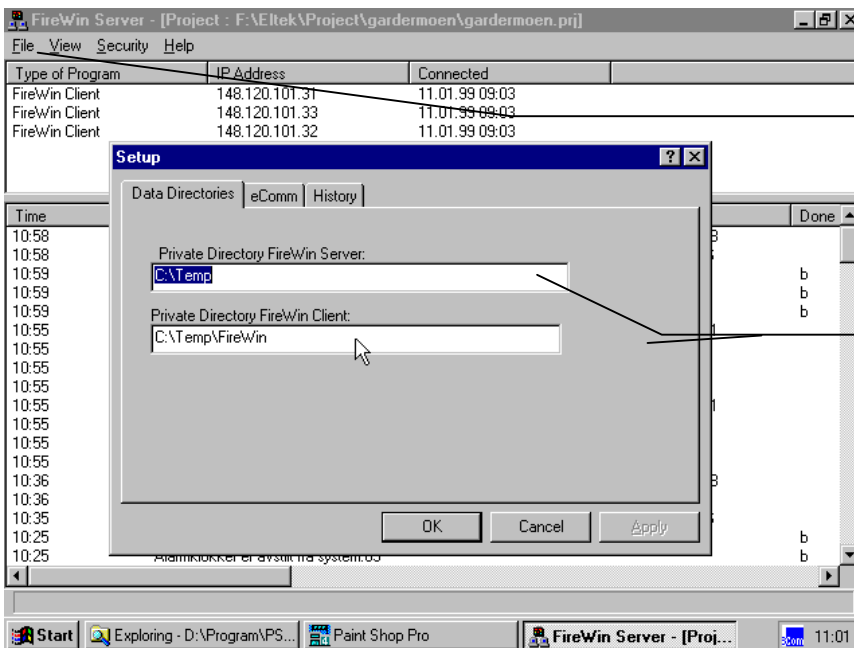 FireWin Server - [Project : F:\Eltek\Project\gardermoen\gardermoen.prj]
File View Security Help
Type of Program IP Address Connected
FireWin Client 148.120.101.31 11.01.99 09:03
FireWin Client 148.120.101.33 11.01.99 09:03
FireWin Client 148.120.101.32 11.01.99 09:03
Setup
Data Directories eComm History
Private Directory FireWin Server:
C:\Temp
Private Directory FireWin Client:
C:\Temp\FireWin
OK Cancel Apply
Time Done
10:58
10:58
10:59 b
10:59 b
10:59 b
10:55
10:55
10:55
10:55
10:55
10:55
10:55
10:55
10:36
10:36
10:35
10:25 b
10:25 b
Start Exploring - D:\Program\PS... Paint Shop Pro FireWin Server - [Proj... 11:01